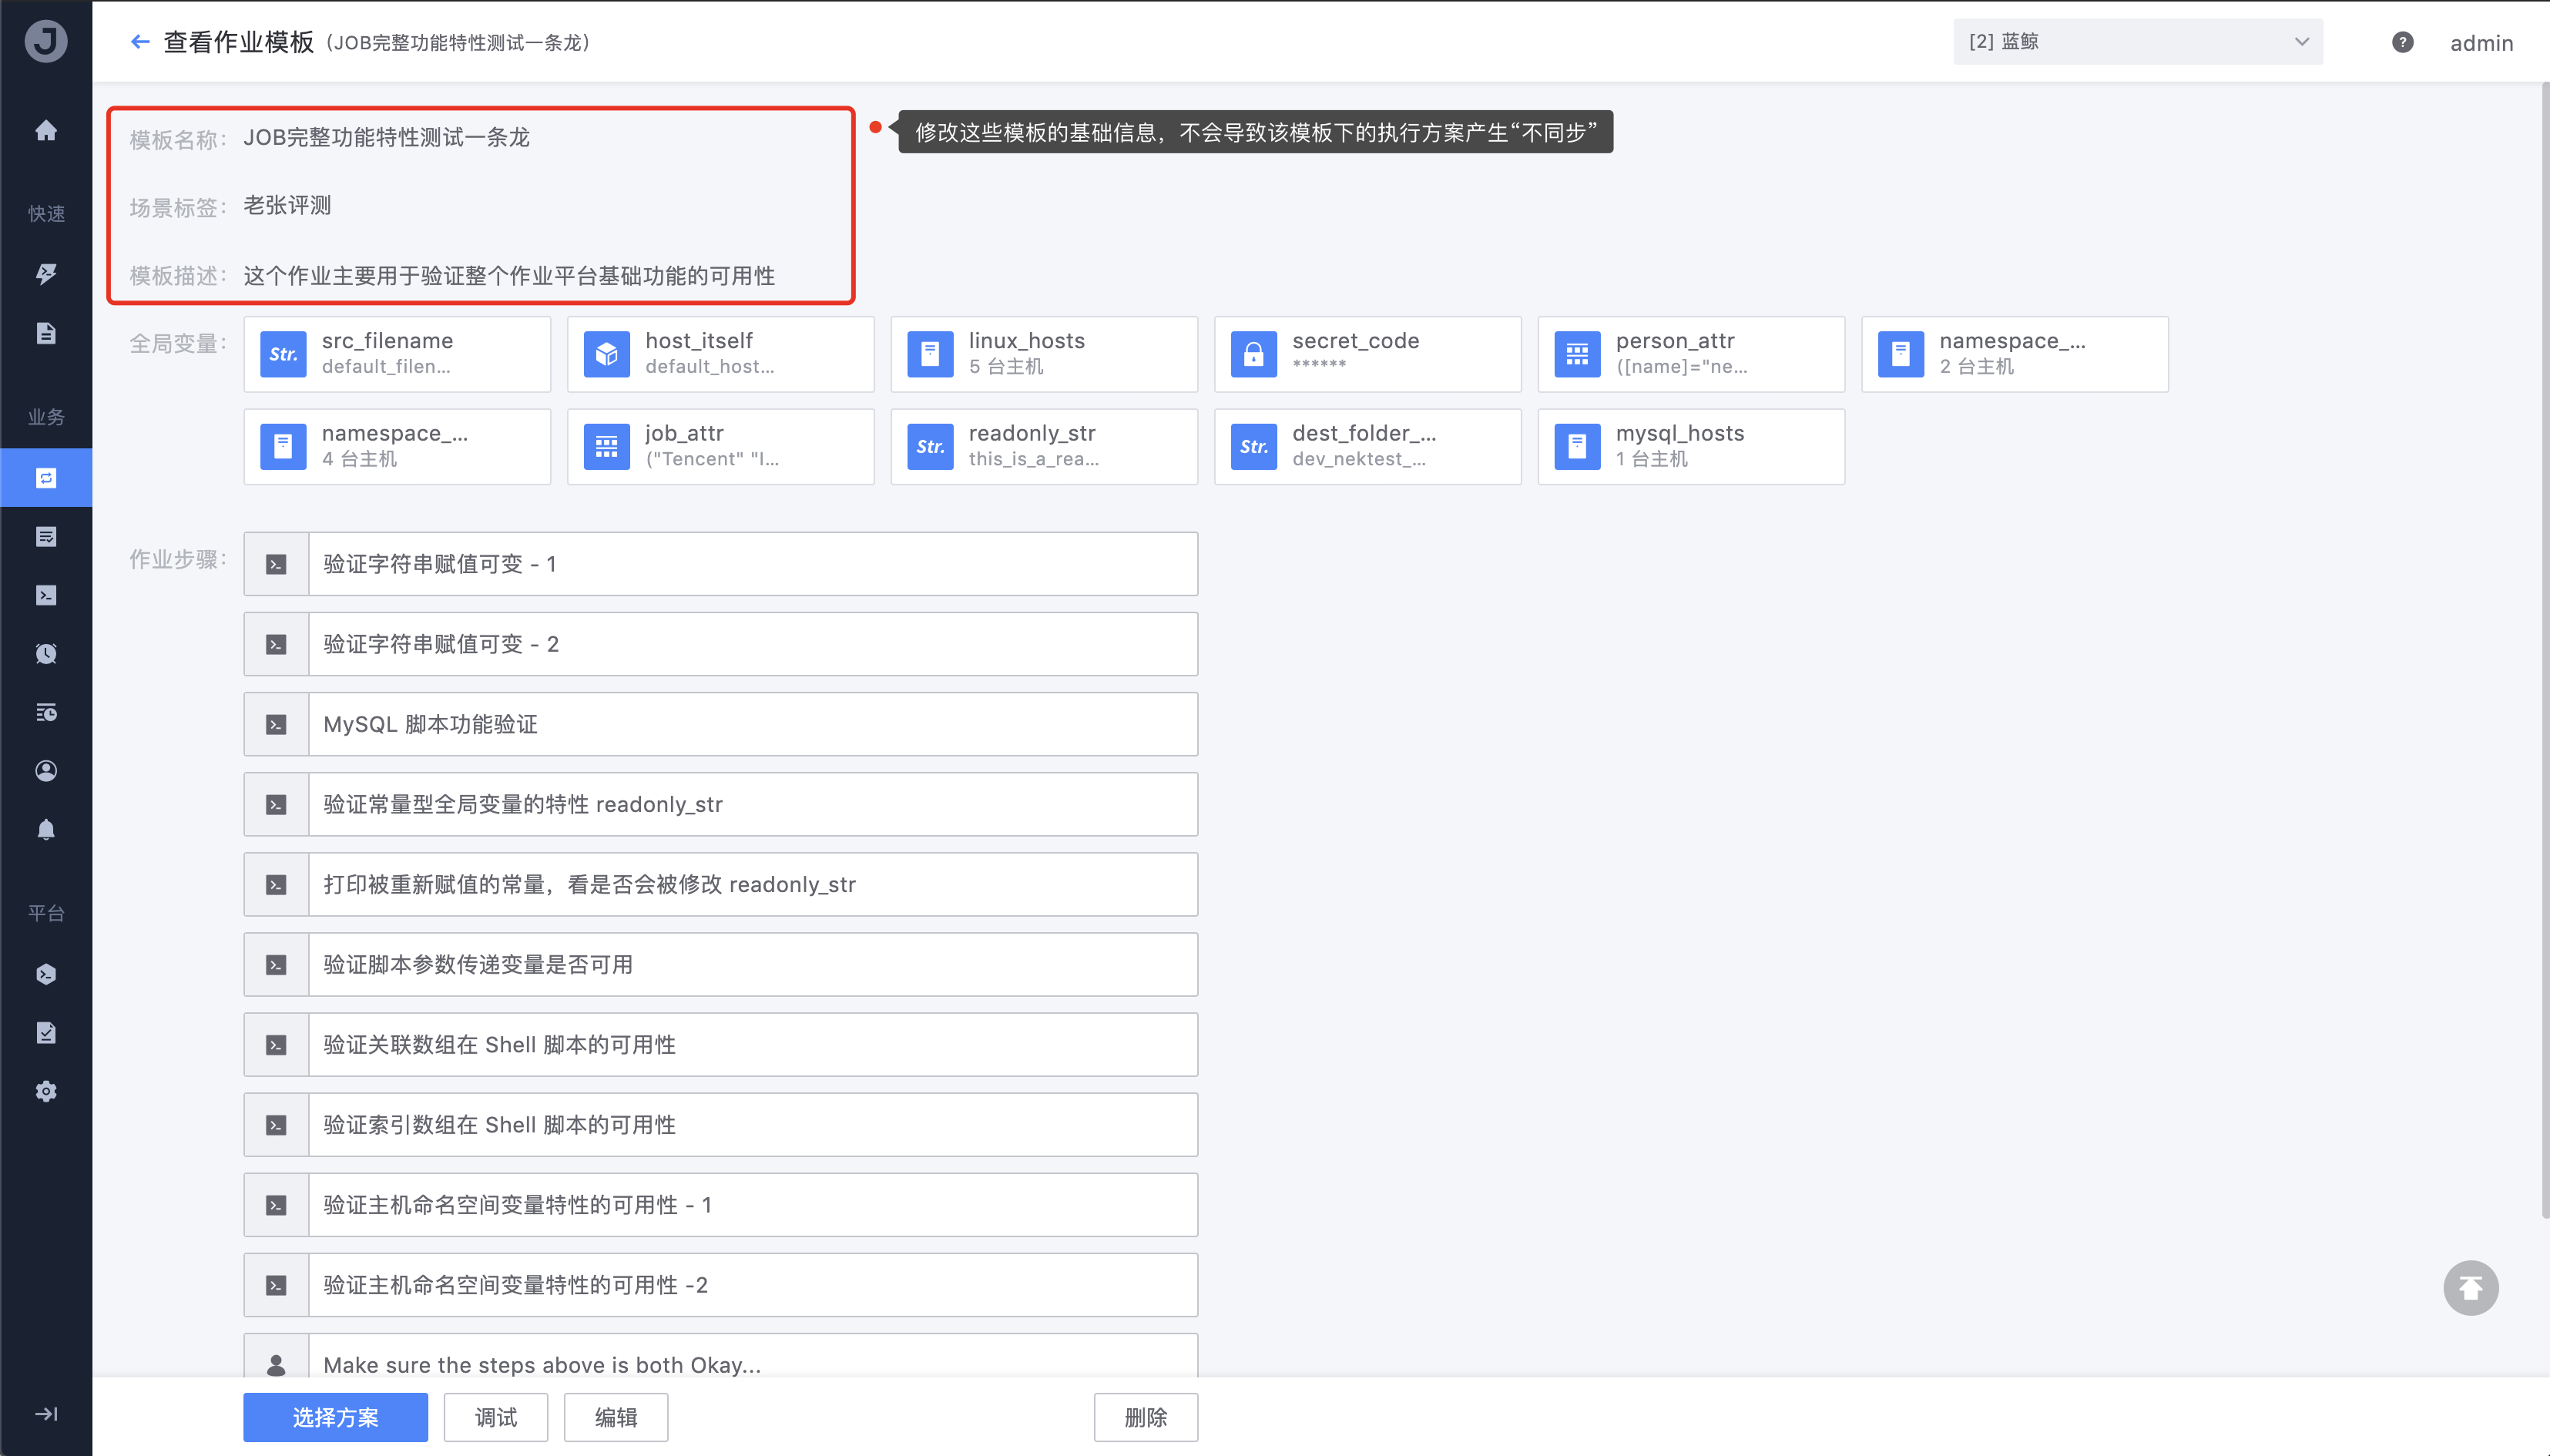 J
查看作业模板（JOB完整功能特性测试一条龙）
[2] 蓝鲸
?
admin
快速
业务
平台
模板名称：JOB完整功能特性测试一条龙
修改这些模板的基础信息，不会导致该模板下的执行方案产生“不同步”
场景标签：老张评测
模板描述：这个作业主要用于验证整个作业平台基础功能的可用性
全局变量：
Str.
src_filename
default_filen...
host_itself
default_host...
linux_hosts
5 台主机
secret_code
******
person_attr
([name]="ne...
namespace_...
2 台主机
namespace_...
4 台主机
job_attr
("Tencent" "I...
Str.
readonly_str
this_is_a_rea...
Str.
dest_folder_...
dev_nektest_...
mysql_hosts
1 台主机
作业步骤：
验证字符串赋值可变 - 1
验证字符串赋值可变 - 2
MySQL 脚本功能验证
验证常量型全局变量的特性 readonly_str
打印被重新赋值的常量，看是否会被修改 readonly_str
验证脚本参数传递变量是否可用
验证关联数组在 Shell 脚本的可用性
验证索引数组在 Shell 脚本的可用性
验证主机命名空间变量特性的可用性 - 1
验证主机命名空间变量特性的可用性 -2
Make sure the steps above is both Okay...
选择方案
调试
编辑
删除